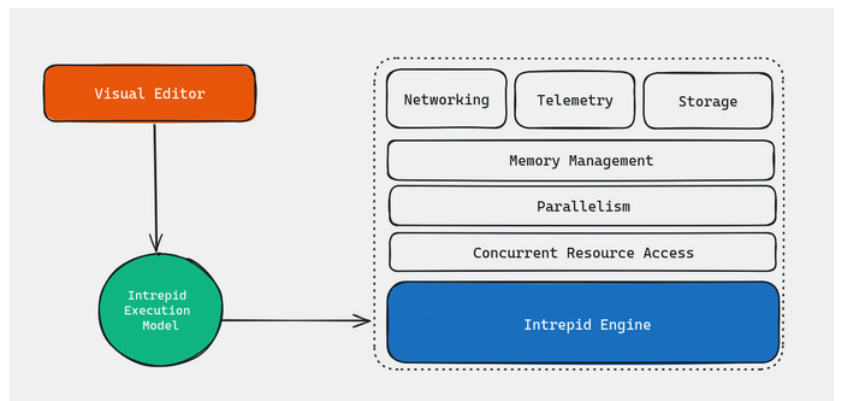 Visual Editor
Networking
Telemetry
Storage
Memory Management
Parallelism
Concurrent Resource Access
Intrepid
Execution
Model
Intrepid Engine